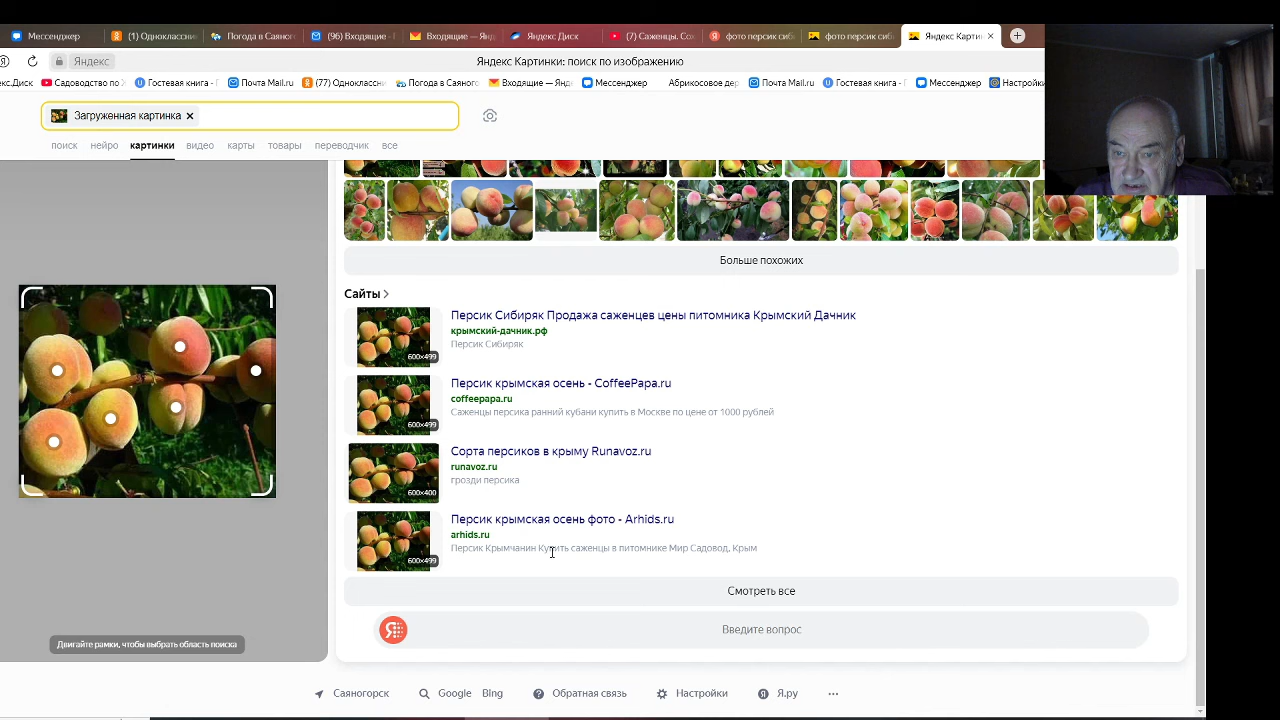 Мессенджер
(1) Одноклассни
Погода в Саяного
(96) Входящие - П
Входящие — Янд
Яндекс Диск
(7) Саженцы. Сох
фото персик сиб
фото персик сиб
Яндекс Карти
Яндекс
Яндекс Картинки: поиск по изображению
кс.Диск
Садоводство по
Гостевая книга - Г
Почта Mail.ru
(77) Одноклассни
Погода в Саяного
Входящие — Янд
Мессенджер
Абрикосовое дер
Почта Mail.ru
Гостевая книга - Г
Мессенджер
Настройки
Загруженная картинка
поиск
нейро
картинки
видео
карты
товары
переводчик
все
Больше похожих
Сайты
Персик Сибиряк Продажа саженцев цены питомника Крымский Дачник
крымский-дачник.рф
Персик Сибиряк
600×499
Персик крымская осень - CoffeePapa.ru
coffeepapa.ru
Саженцы персика ранний кубани купить в Москве по цене от 1000 рублей
600×499
Сорта персиков в крыму Runavoz.ru
runavoz.ru
грозди персика
600×400
Персик крымская осень фото - Arhids.ru
arhids.ru
Персик Крымчанин Купить саженцы в питомнике Мир Садовод, Крым
600×499
Смотреть все
Введите вопрос
Двигайте рамки, чтобы выбрать область поиска
Саяногорск
Google
Bing
Обратная связь
Настройки
Я.ру